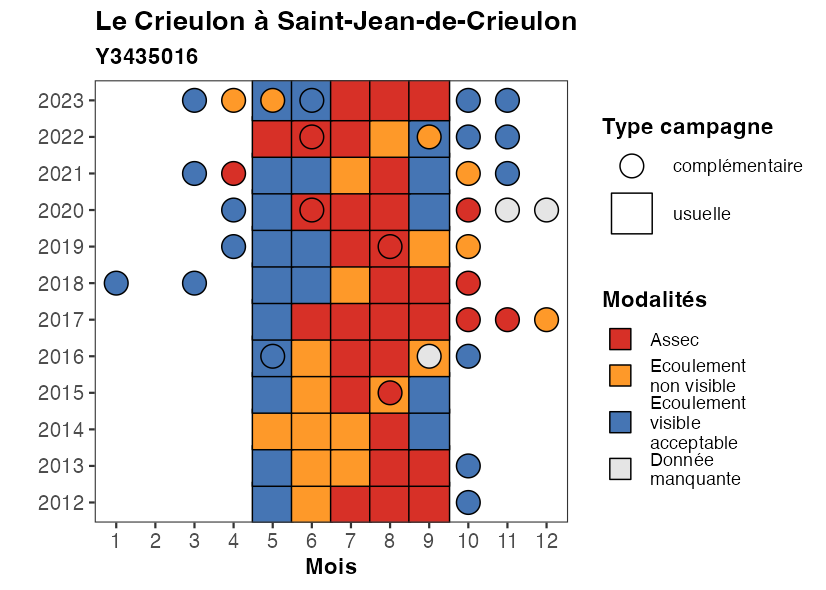 Le Crieulon à Saint-Jean-de-Crieulon
Y3435016
2023
2022
2021
2020
2019
2018
2017
2016
2015
2014
2013
2012
1 2 3 4 5 6 7 8 9 10 11 12
Mois
Type campagne
complémentaire
usuelle
Modalités
Assec
Ecoulement
non visible
Ecoulement
visible
acceptable
Donnée
manquante